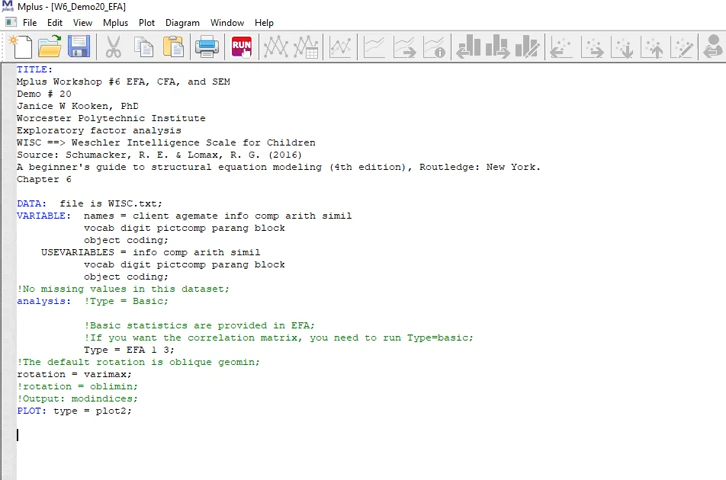 Mplus - [W6_Demo20_EFA]
File Edit View Mplus Plot Diagram Window Help
RUN
TITLE:
Mplus Workshop #6 EFA, CFA, and SEM
Demo # 20
Janice W Kooken, PhD
Worcester Polytechnic Institute
Exploratory factor analysis
WISC ==> Weschler Intelligence Scale for Children
Source: Schumacker, R. E. & Lomax, R. G. (2016)
A beginner's guide to structural equation modeling (4th edition), Routledge: New York.
Chapter 6
DATA: file is WISC.txt;
VARIABLE: names = client agemate info comp arith simil
vocab digit pictcomp parang block
object coding;
USEVARIABLES = info comp arith simil
vocab digit pictcomp parang block
object coding;
!No missing values in this dataset;
analysis: !Type = Basic;
!Basic statistics are provided in EFA;
!If you want the correlation matrix, you need to run Type=basic;
Type = EFA 1 3;
!The default rotation is oblique geomin;
rotation = varimax;
!rotation = oblimin;
!Output: modindices;
PLOT: type = plot2;